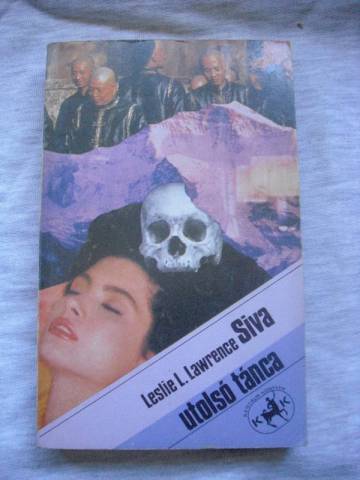 Leslie L. Lawrence Siva
utolsó tánca
K K